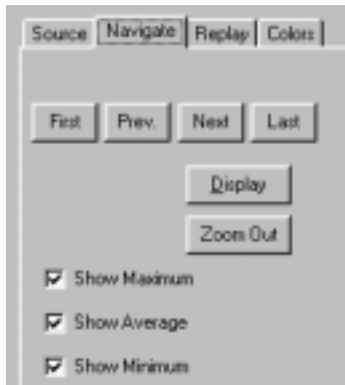 Source Navigate Replay Colors
First Prev. Next Last
Display
Zoom Out
Show Maximum
Show Average
Show Minimum